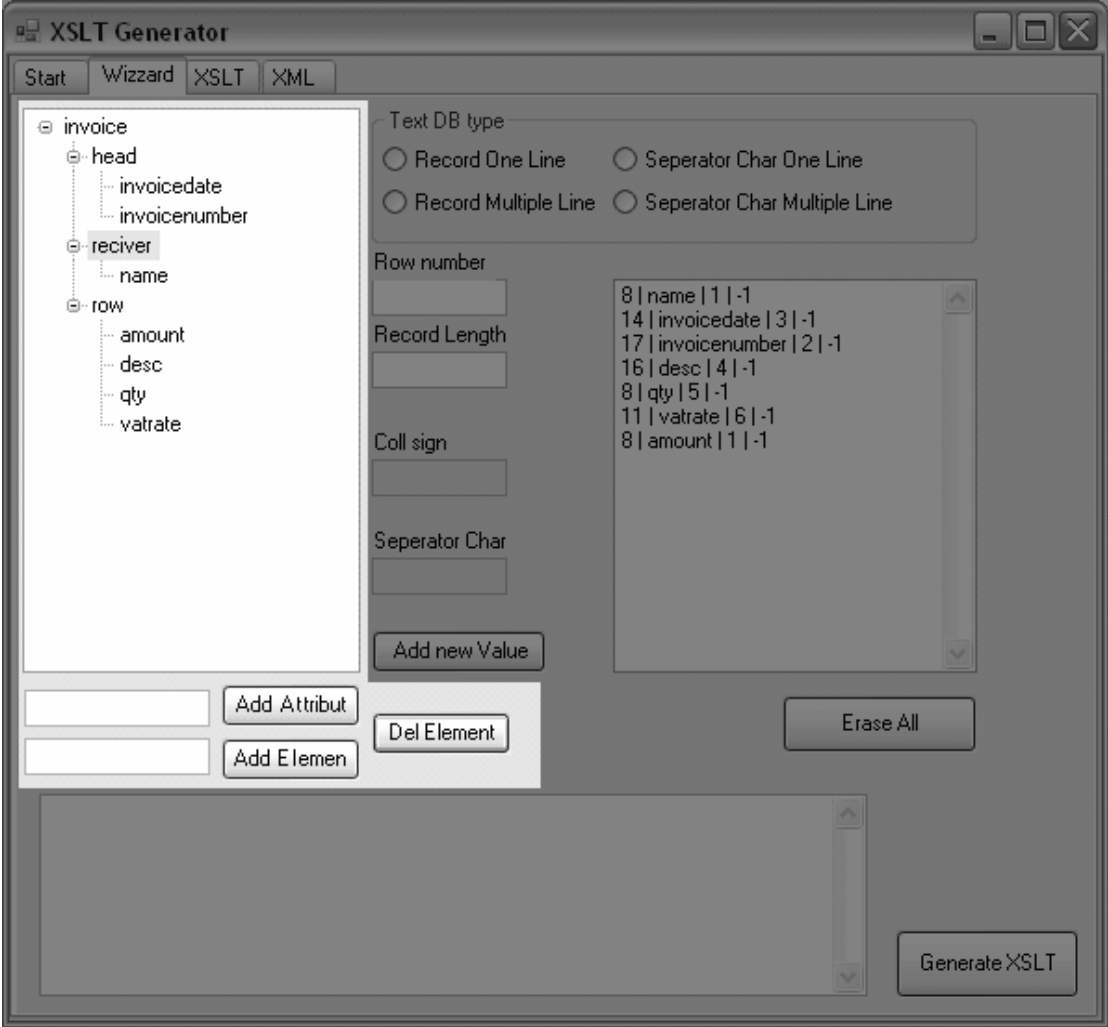 XSLT Generator
Start
Wizzard
XSLT
XML
invoice
head
invoicedate
invoicenumber
reciver
name
row
amount
desc
qty
vatrate
Add Attribut
Add Elemen
Del Element
Text DB type
Record One Line
Seperator Char One Line
Record Multiple Line
Seperator Char Multiple Line
Row number
Record Length
Coll sign
Seperator Char
Add new Value
8 | name | 1 | -1
14 | invoicedate | 3 | -1
17 | invoicenumber | 2 | -1
16 | desc | 4 | -1
8 | qty | 5 | -1
11 | vatrate | 6 | -1
8 | amount | 1 | -1
Erase All
Generate XSLT